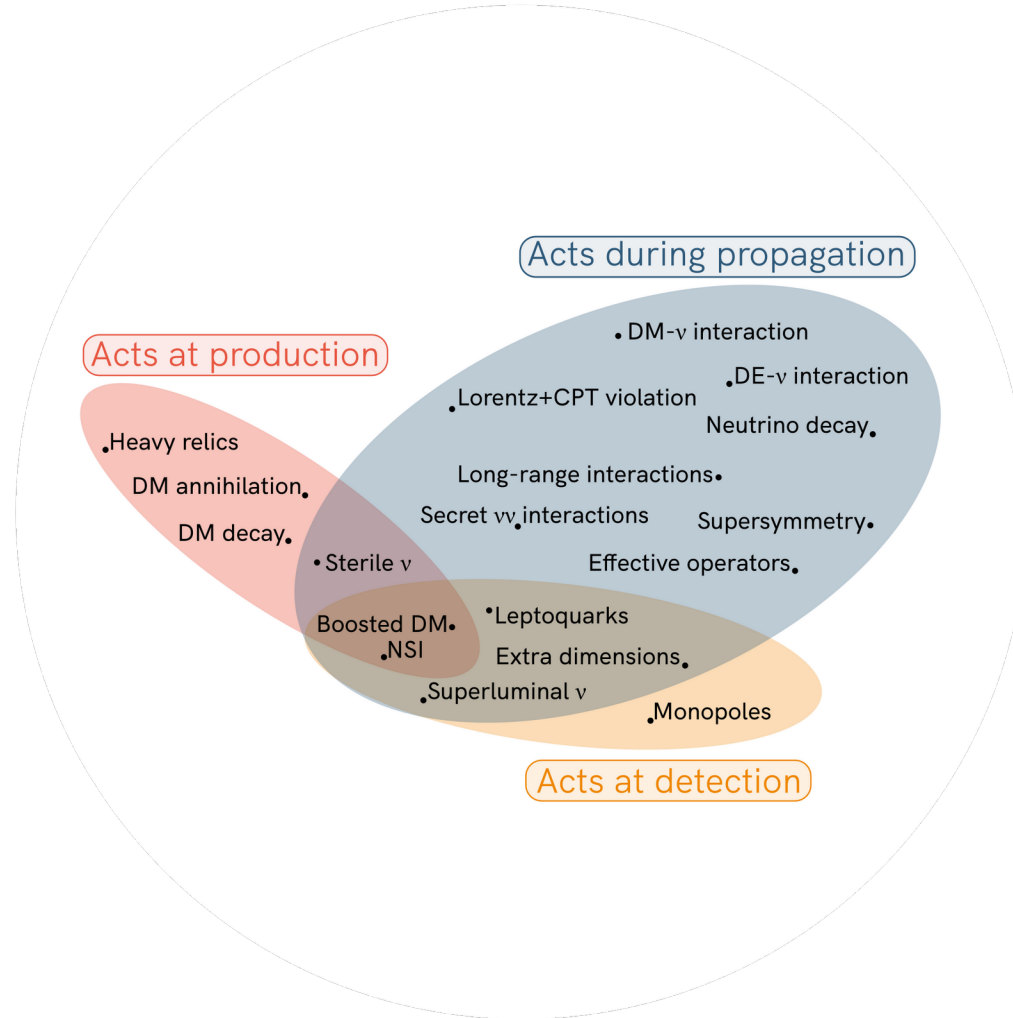 Acts during propagation
DM-ν interaction
Acts at production
DE-ν interaction
Lorentz+CPT violation
Neutrino decay
Heavy relics
Long-range interactions
DM annihilation
Secret νν interactions
Supersymmetry
DM decay
Sterile ν
Effective operators
Leptoquarks
Boosted DM
NSI
Extra dimensions
Superluminal ν
Monopoles
Acts at detection